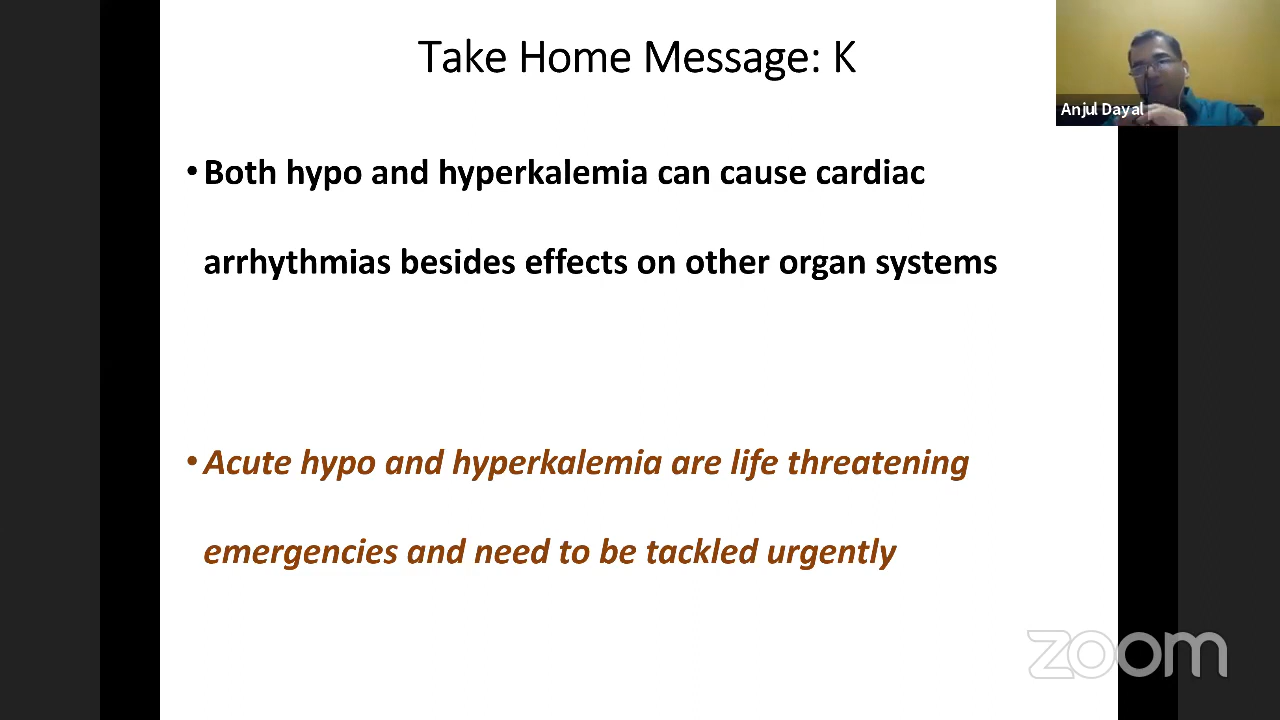 Take Home Message: K
Anjul Dayal
• Both hypo and hyperkalemia can cause cardiac
arrhythmias besides effects on other organ systems
• Acute hypo and hyperkalemia are life threatening
emergencies and need to be tackled urgently
zoom